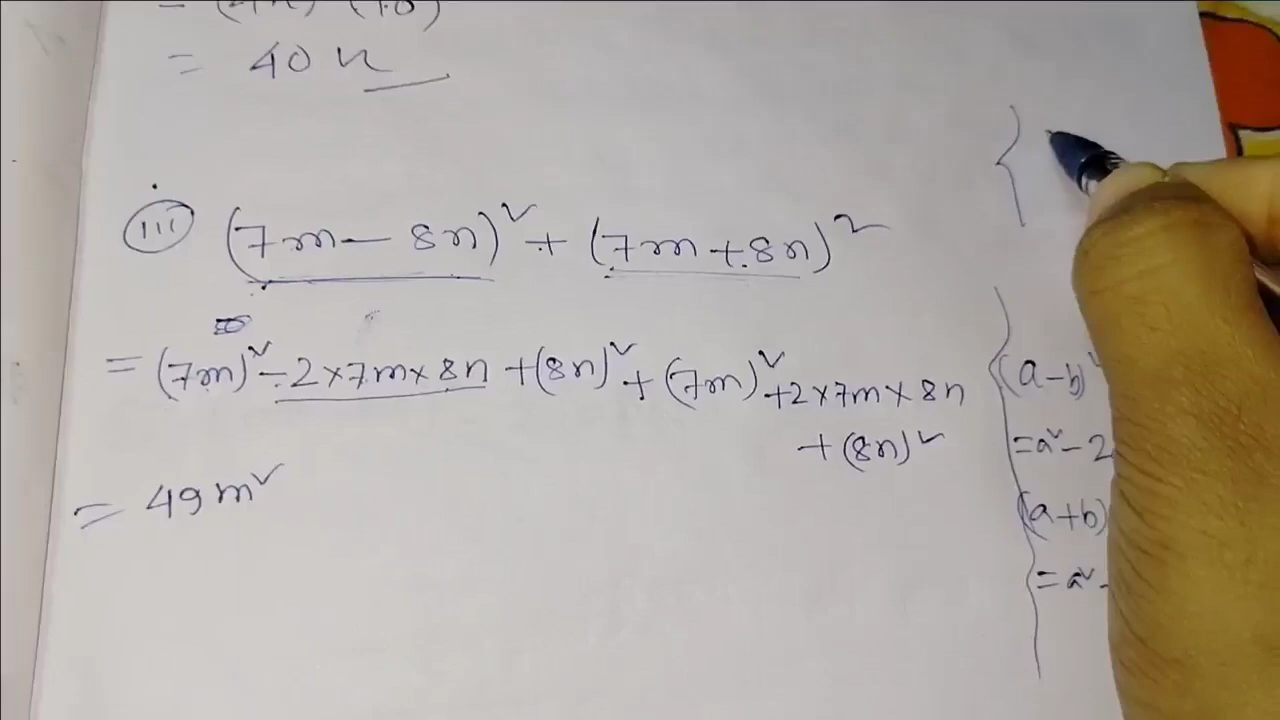 = 40 n
(iii) (7m - 8n)² + (7m + 8n)²
= (7m)² - 2×7m×8n + (8n)² + (7m)² + 2×7m×8n
+ (8n)²
= 49m²
{
{ (a-b)²
= a² - 2
(a+b)
= a² -